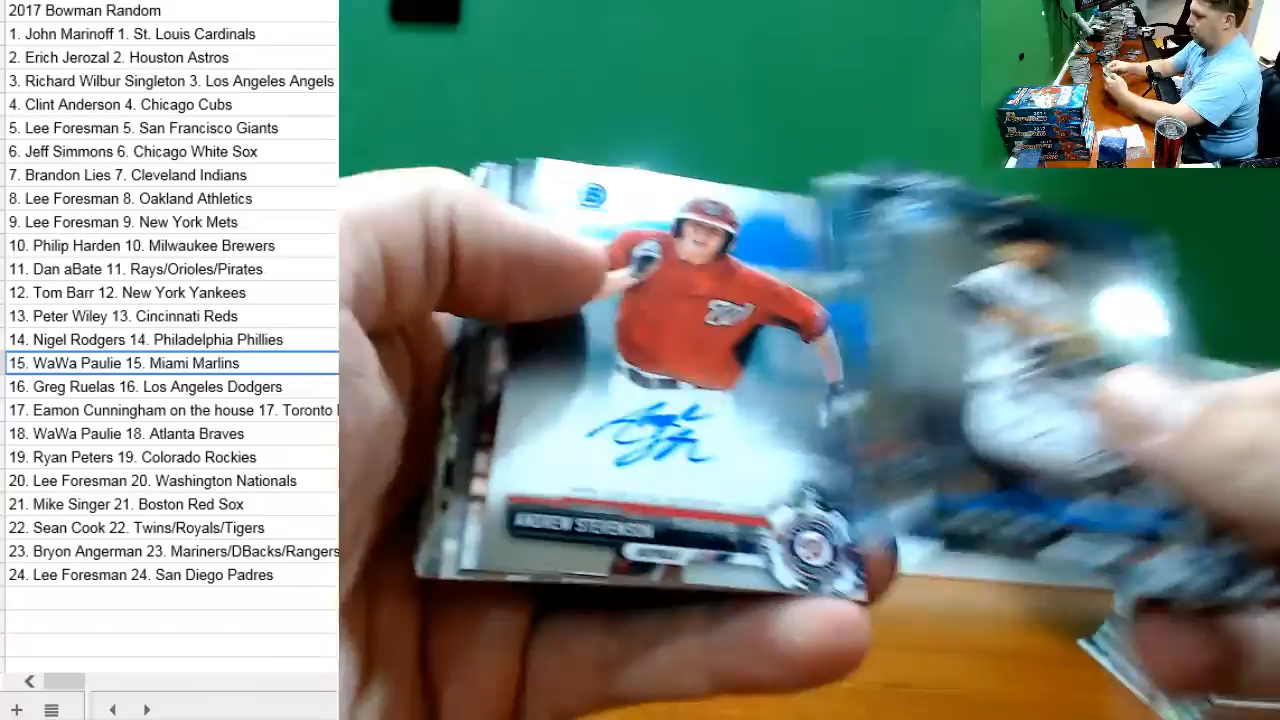 2017 Bowman Random
1. John Marinoff 1. St. Louis Cardinals
2. Erich Jerozal 2. Houston Astros
3. Richard Wilbur Singleton 3. Los Angeles Angels
4. Clint Anderson 4. Chicago Cubs
5. Lee Foresman 5. San Francisco Giants
6. Jeff Simmons 6. Chicago White Sox
7. Brandon Lies 7. Cleveland Indians
8. Lee Foresman 8. Oakland Athletics
9. Lee Foresman 9. New York Mets
10. Philip Harden 10. Milwaukee Brewers
11. Dan aBate 11. Rays/Orioles/Pirates
12. Tom Barr 12. New York Yankees
13. Peter Wiley 13. Cincinnati Reds
14. Nigel Rodgers 14. Philadelphia Phillies
15. WaWa Paulie 15. Miami Marlins
16. Greg Ruelas 16. Los Angeles Dodgers
17. Eamon Cunningham on the house 17. Toronto
18. WaWa Paulie 18. Atlanta Braves
19. Ryan Peters 19. Colorado Rockies
20. Lee Foresman 20. Washington Nationals
21. Mike Singer 21. Boston Red Sox
22. Sean Cook 22. Twins/Royals/Tigers
23. Bryon Angerman 23. Mariners/DBacks/Rangers
24. Lee Foresman 24. San Diego Padres
W
ANDREW STEVENSON